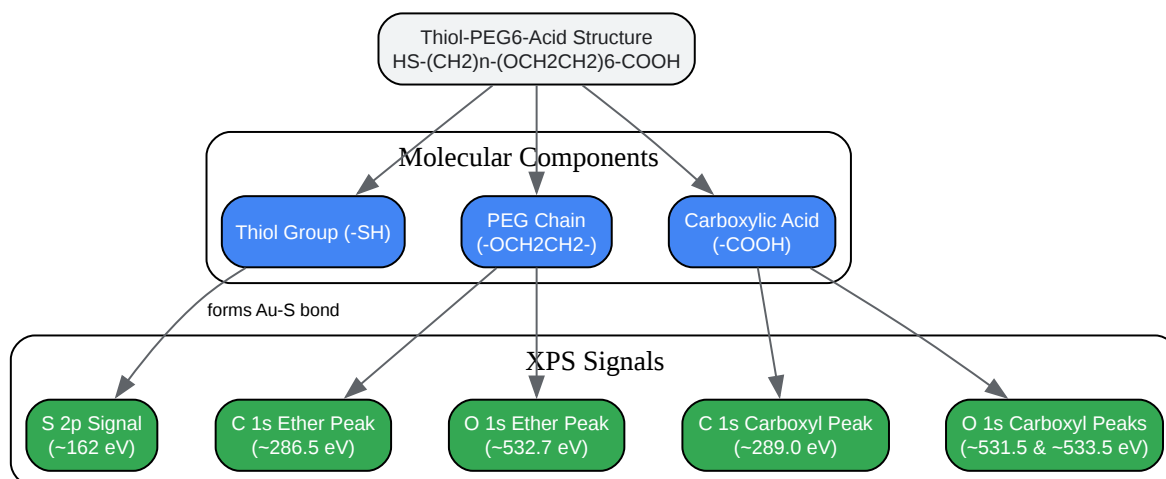 Thiol-PEG6-Acid Structure
HS-(CH2)n-(OCH2CH2)6-COOH
Molecular Components
Thiol Group (-SH)
PEG Chain
(-OCH2CH2-)
Carboxylic Acid
(-COOH)
forms Au-S bond
XPS Signals
S 2p Signal
(~162 eV)
C 1s Ether Peak
(~286.5 eV)
O 1s Ether Peak
(~532.7 eV)
C 1s Carboxyl Peak
(~289.0 eV)
O 1s Carboxyl Peaks
(~531.5 & ~533.5 eV)